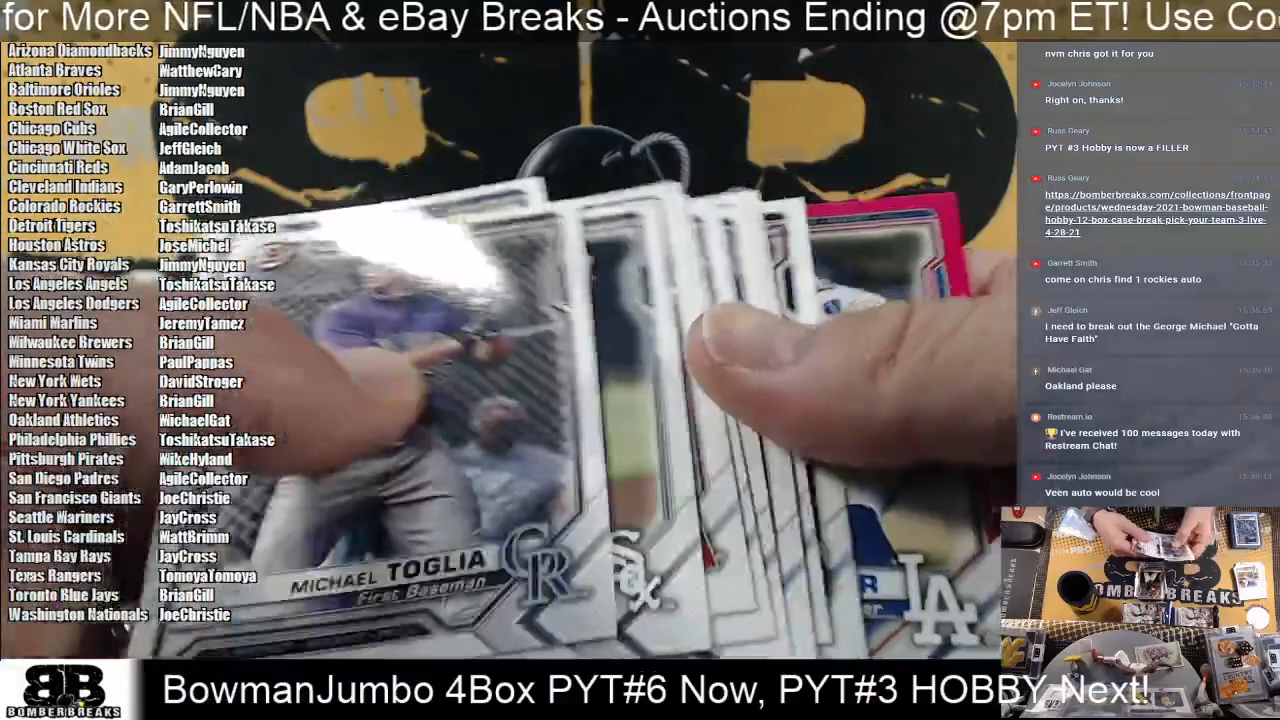 for More NFL/NBA & eBay Breaks - Auctions Ending @7pm ET! Use Co
Arizona Diamondbacks JimmyNguyen
Atlanta Braves MatthewCary
Baltimore Orioles JimmyNguyen
Boston Red Sox BrianGill
Chicago Cubs AgileCollector
Chicago White Sox JeffGleich
Cincinnati Reds AdamJacob
Cleveland Indians GaryPerlowin
Colorado Rockies GarrettSmith
Detroit Tigers ToshikatsuTakase
Houston Astros JoseMichel
Kansas City Royals JimmyNguyen
Los Angeles Angels ToshikatsuTakase
Los Angeles Dodgers AgileCollector
Miami Marlins JeremyTamez
Milwaukee Brewers BrianGill
Minnesota Twins PaulPappas
New York Mets DavidStroger
New York Yankees BrianGill
Oakland Athletics MichaelGat
Philadelphia Phillies ToshikatsuTakase
Pittsburgh Pirates MikeHyland
San Diego Padres AgileCollector
San Francisco Giants JoeChristie
Seattle Mariners JayCross
St. Louis Cardinals MattBrimm
Tampa Bay Rays JayCross
Texas Rangers TomoyaTomoya
Toronto Blue Jays BrianGill
Washington Nationals JoeChristie
MICHAEL TOGLIA
First Baseman
CR
Sox
LA
nvm chris got it for you
Jocelyn Johnson
Right on, thanks!
Russ Geary
PYT #3 Hobby is now a FILLER
Russ Geary
https://bomberbreaks.com/collections/frontpag
e/products/wednesday-2021-bowman-baseball-
hobby-12-box-case-break-pick-your-team-3-live-
4-28-21
Garrett Smith
come on chris find 1 rockies auto
Jeff Gleich
I need to break out the George Michael "Gotta
Have Faith"
Michael Gat
Oakland please
Restream.io
🏆 I've received 100 messages today with
Restream Chat!
Jocelyn Johnson
Veen auto would be cool
BOMBERBREAKS
BB
BOMBERBREAKS
BowmanJumbo 4Box PYT#6 Now, PYT#3 HOBBY Next!